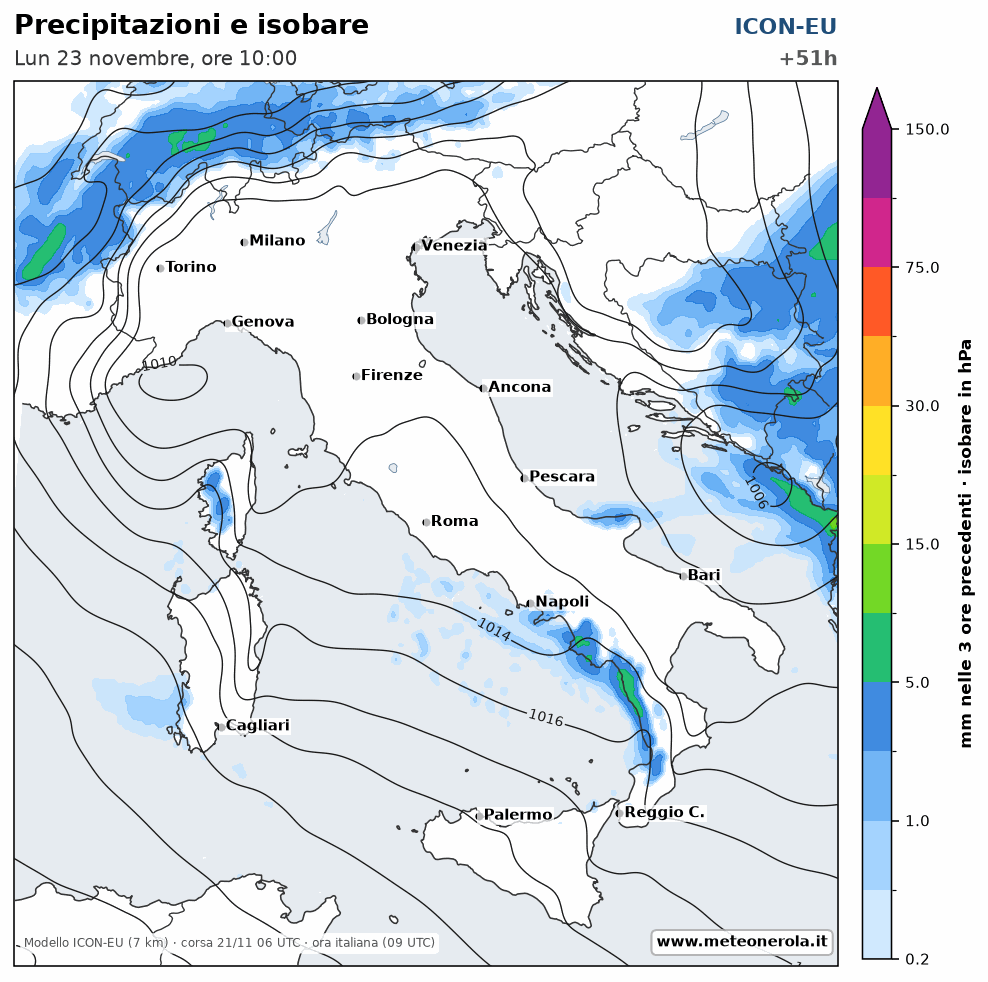 Precipitazioni e isobare
ICON-EU
Lun 23 novembre, ore 10:00
+51h
Milano
Venezia
Torino
Genova
Bologna
1010
Firenze
Ancona
Pescara
1006
Roma
Bari
Napoli
1014
1016
Cagliari
Palermo
Reggio C.
Modello ICON-EU (7 km) · corsa 21/11 06 UTC · ora italiana (09 UTC)
www.meteonerola.it
150.0
75.0
30.0
15.0
5.0
1.0
0.2
mm nelle 3 ore precedenti · isobare in hPa